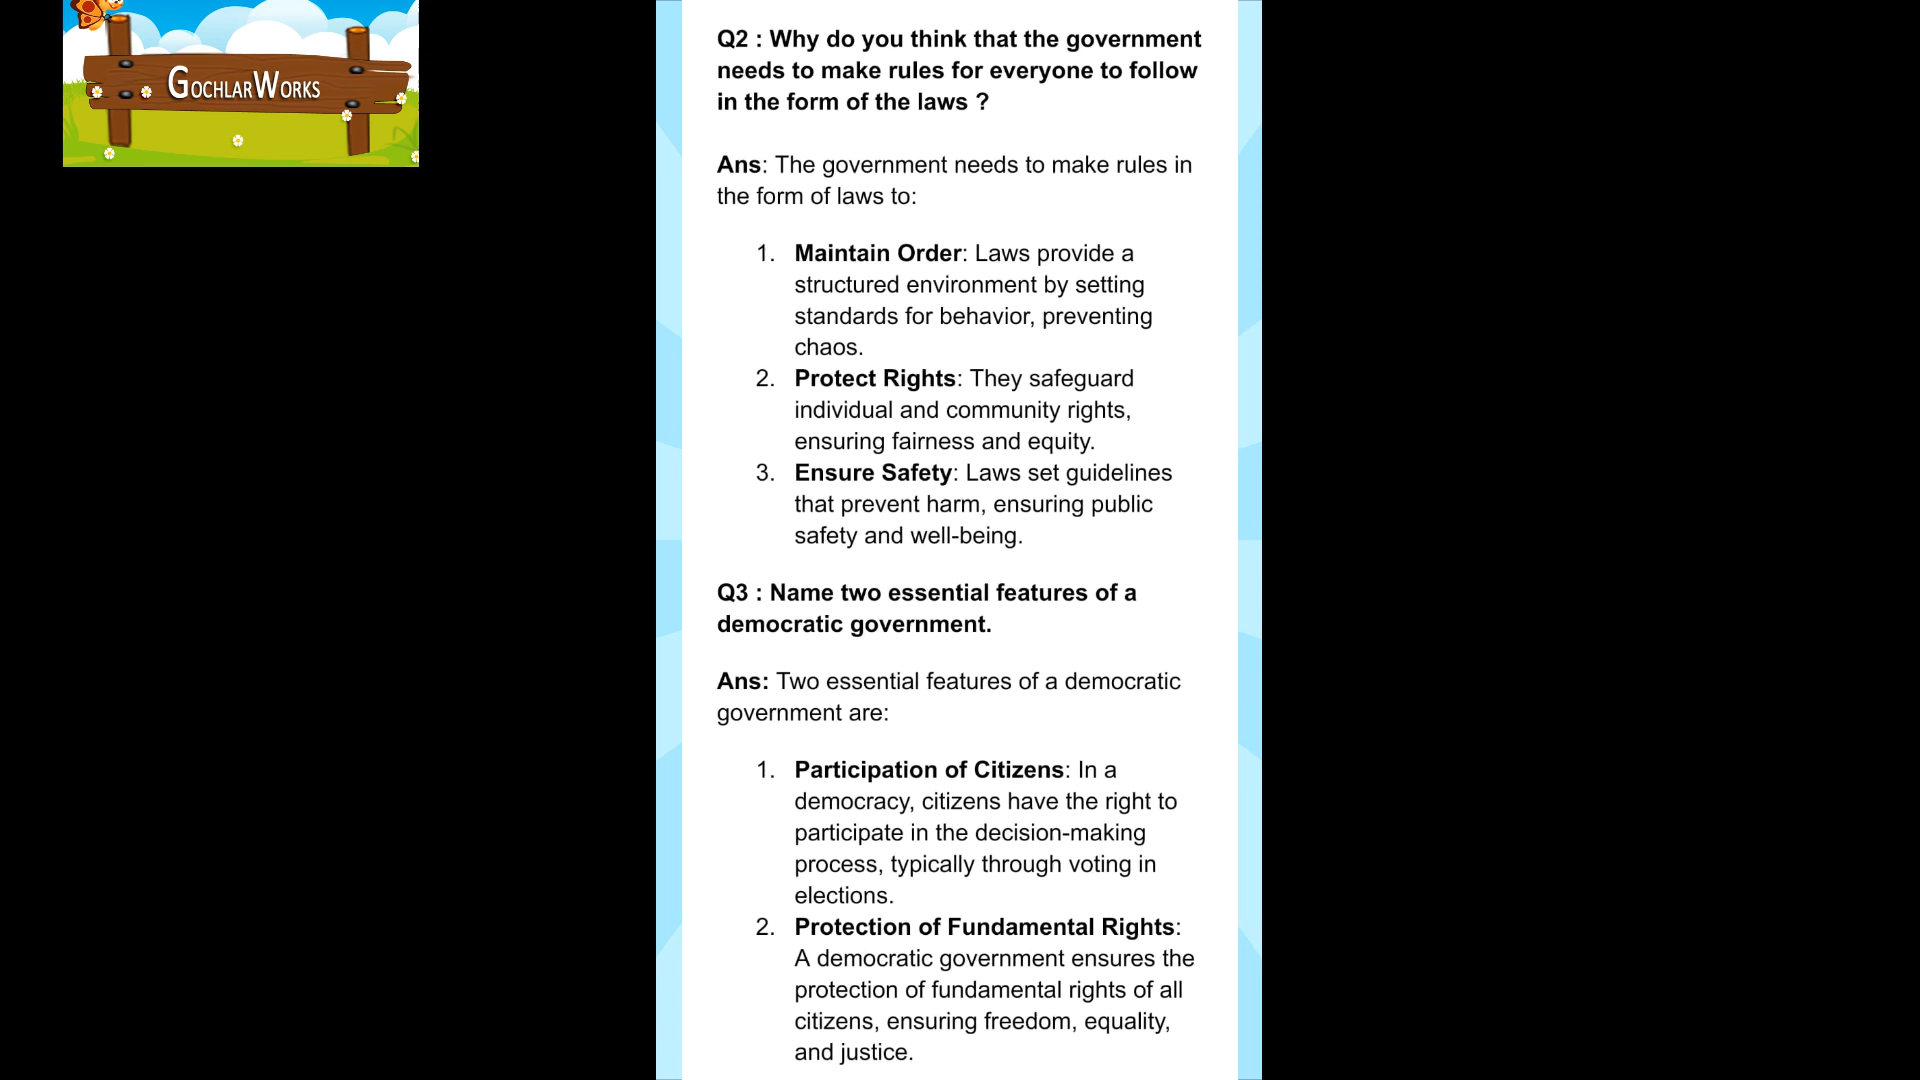 GochlarWorks
Q2 : Why do you think that the government
needs to make rules for everyone to follow
in the form of the laws ?
Ans: The government needs to make rules in
the form of laws to:
1. Maintain Order: Laws provide a
structured environment by setting
standards for behavior, preventing
chaos.
2. Protect Rights: They safeguard
individual and community rights,
ensuring fairness and equity.
3. Ensure Safety: Laws set guidelines
that prevent harm, ensuring public
safety and well-being.
Q3 : Name two essential features of a
democratic government.
Ans: Two essential features of a democratic
government are:
1. Participation of Citizens: In a
democracy, citizens have the right to
participate in the decision-making
process, typically through voting in
elections.
2. Protection of Fundamental Rights:
A democratic government ensures the
protection of fundamental rights of all
citizens, ensuring freedom, equality,
and justice.